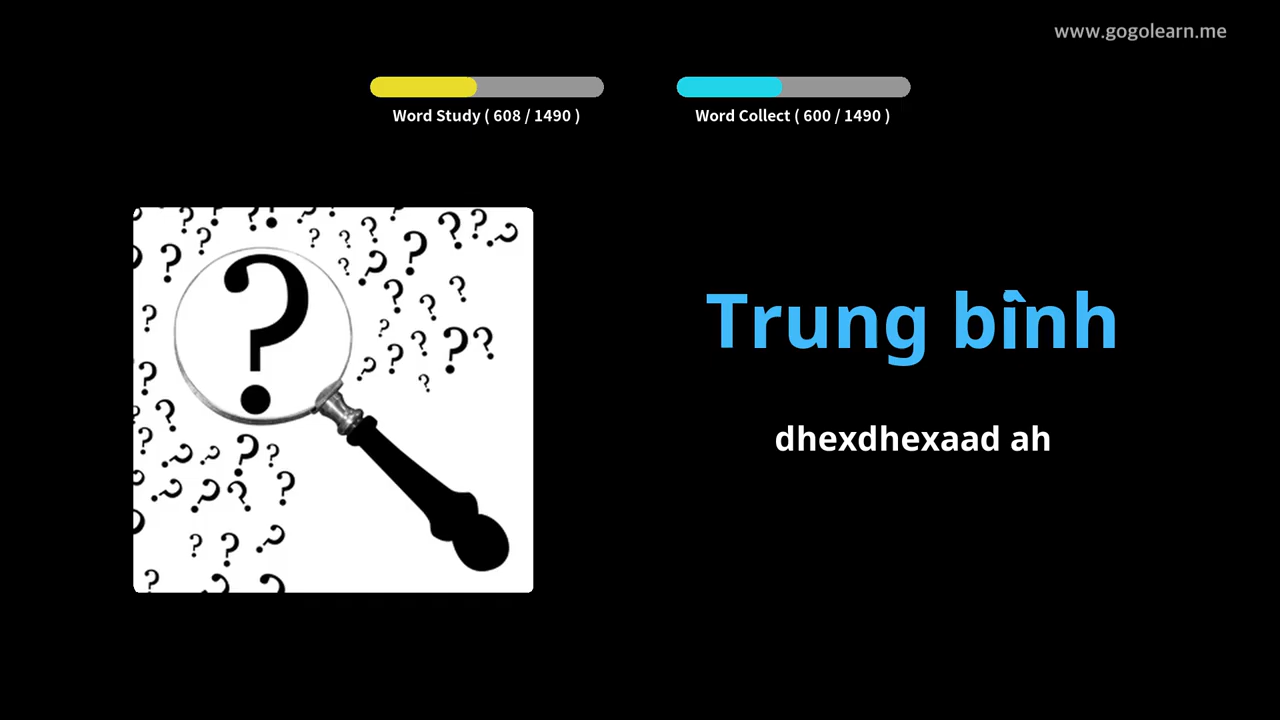 www.gogolearn.me
Word Study ( 608 / 1490 )
Word Collect ( 600 / 1490 )
Trung bình
dhexdhexaad ah